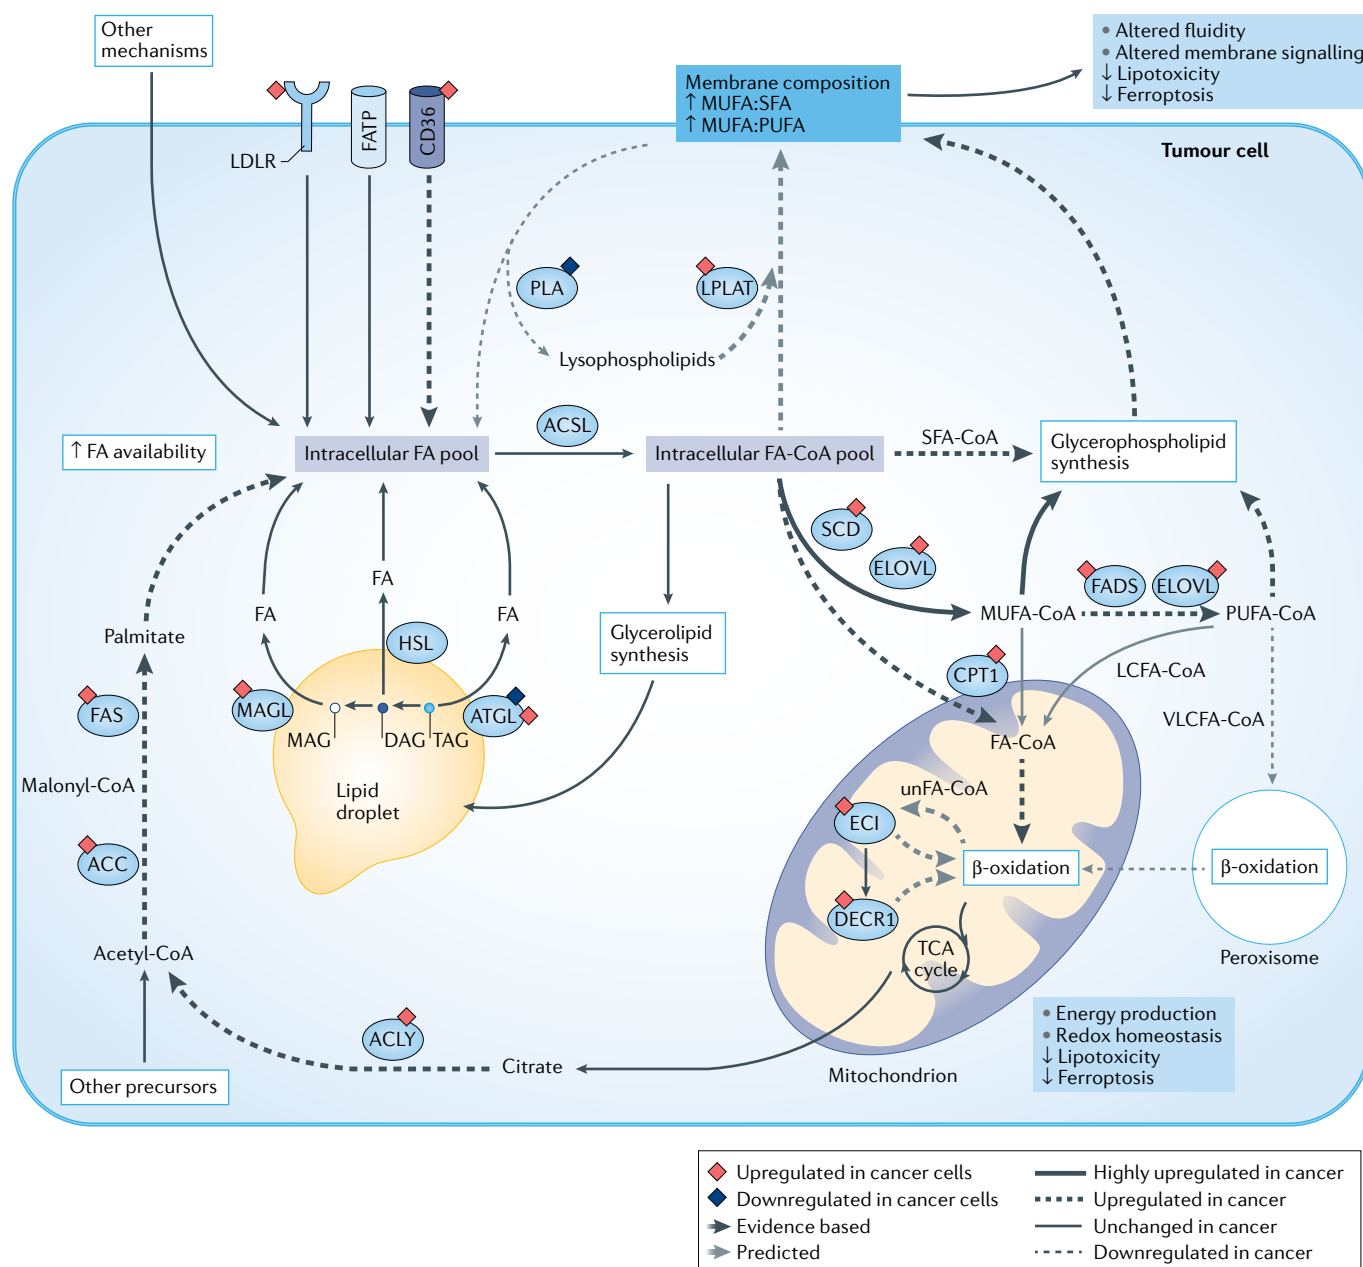 Other
mechanisms
LDLR
FATP
CD36
Membrane composition
↑ MUFA:SFA
↑ MUFA:PUFA
• Altered fluidity
• Altered membrane signalling
↓ Lipotoxicity
↓ Ferroptosis
Tumour cell
PLA
LPLAT
Lysophospholipids
↑ FA availability
Intracellular FA pool
ACSL
Intracellular FA-CoA pool
SFA-CoA
Glycerophospholipid
synthesis
SCD
ELOVL
FADS
ELOVL
MUFA-CoA
PUFA-CoA
FA
FA
FA
Palmitate
HSL
Glycerolipid
synthesis
CPT1
LCFA-CoA
VLCFA-CoA
FAS
MAGL
ATGL
MAG
DAG
TAG
FA-CoA
Malonyl-CoA
Lipid
droplet
unFA-CoA
ECI
ACC
β-oxidation
β-oxidation
DECR1
Acetyl-CoA
TCA
cycle
Peroxisome
ACLY
Citrate
Other precursors
Mitochondrion
• Energy production
• Redox homeostasis
↓ Lipotoxicity
↓ Ferroptosis
Upregulated in cancer cells
Downregulated in cancer cells
Evidence based
Predicted
Highly upregulated in cancer
Upregulated in cancer
Unchanged in cancer
Downregulated in cancer